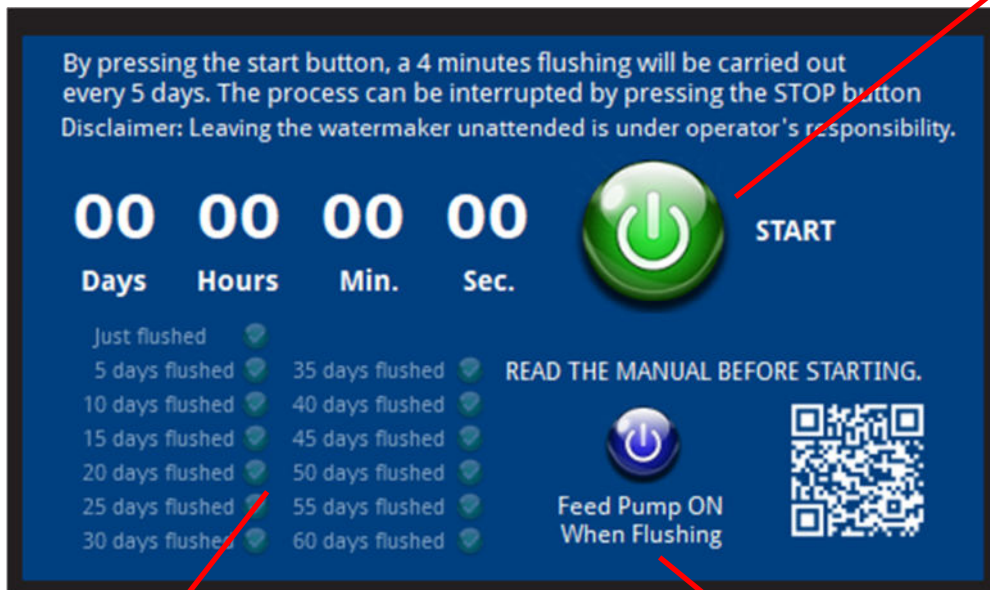 By pressing the start button, a 4 minutes flushing will be carried out
every 5 days. The process can be interrupted by pressing the STOP button
Disclaimer: Leaving the watermaker unattended is under operator's responsibility.
00 00 00 00
Days Hours Min. Sec.
START
Just flushed
5 days flushed
10 days flushed
15 days flushed
20 days flushed
25 days flushed
30 days flushed
35 days flushed
40 days flushed
45 days flushed
50 days flushed
55 days flushed
60 days flushed
READ THE MANUAL BEFORE STARTING.
Feed Pump ON
When Flushing